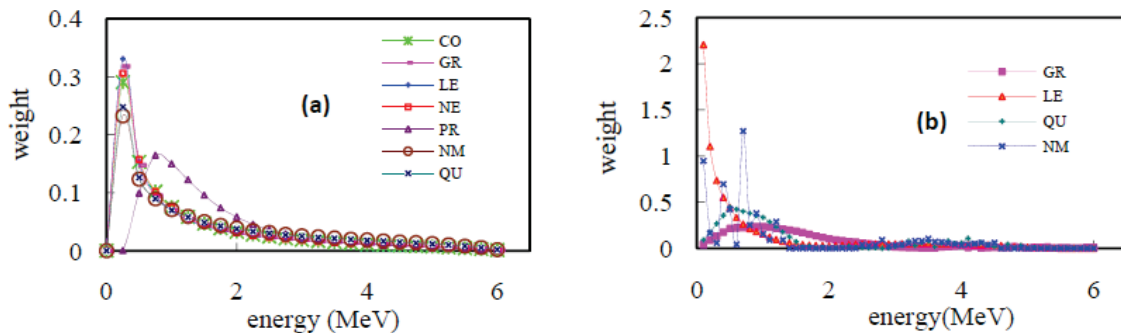 0.4
0.3
0.2
0.1
0
weight
(a)
CO
GR
LE
NE
PR
NM
QU
0 2 4 6
energy (MeV)
2.5
2
1.5
1
0.5
0
weight
(b)
GR
LE
QU
NM
0 2 4 6
energy(MeV)